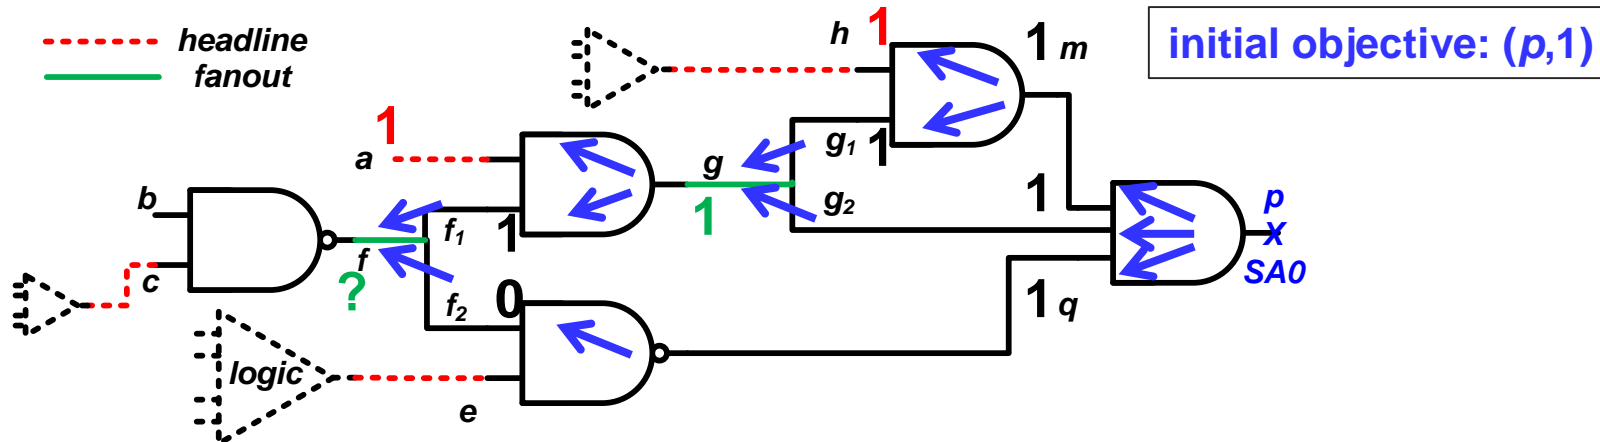 headline
fanout
h
1
1 m
initial objective: (p,1)
1
a
g
g1
1
1
p
b
f1
1
1
g2
x
c
f
?
f2
0
1 q
SA0
logic
e